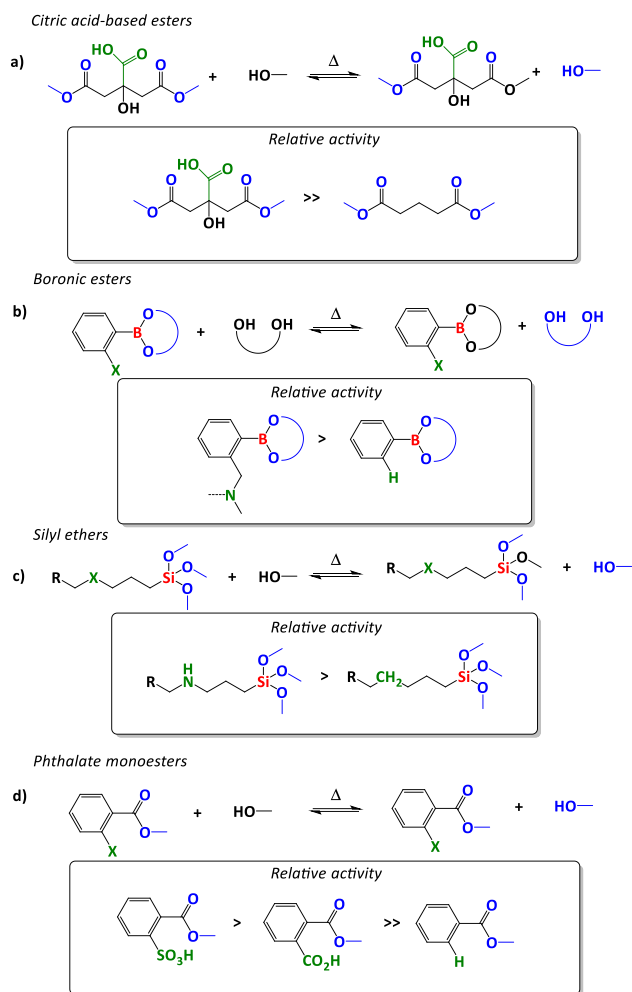 Citric acid-based esters
a)
HO O
O O
O O
OH
+ HO
Δ
HO O
O O
O O
OH
+ HO
Relative activity
HO O
O O
O O
OH
>>
O O
O O
Boronic esters
b)
B O
O
X
+ OH OH
Δ
B O
O
X
+ OH OH
Relative activity
B O
O
N
>
B O
O
H
Silyl ethers
c)
R X Si O
O
O
+ HO
Δ
R X Si O
O
O
+ HO
Relative activity
R H
N Si O
O
O
>
R CH2 Si O
O
O
Phthalate monoesters
d)
O
O
X
+ HO
Δ
O
O
X
+ HO
Relative activity
O
O
SO3H
>
O
O
CO2H
>>
O
O
H